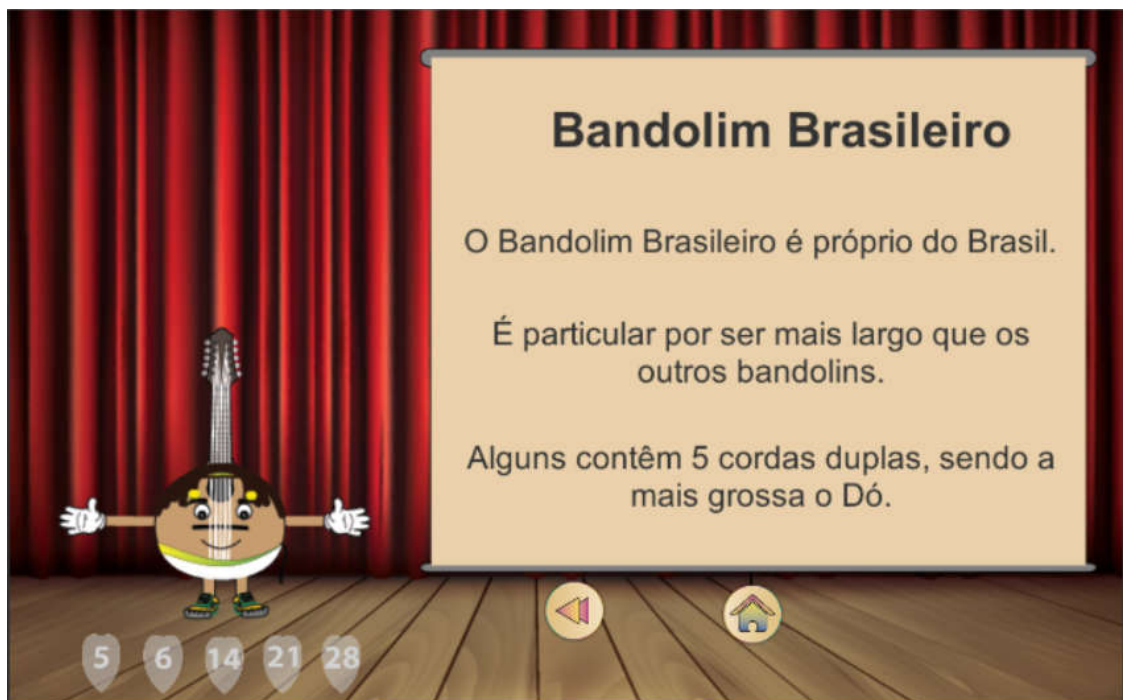 Bandolim Brasileiro
O Bandolim Brasileiro é próprio do Brasil.
É particular por ser mais largo que os
outros bandolins.
Alguns contêm 5 cordas duplas, sendo a
mais grossa o Dó.
5 6 14 21 28